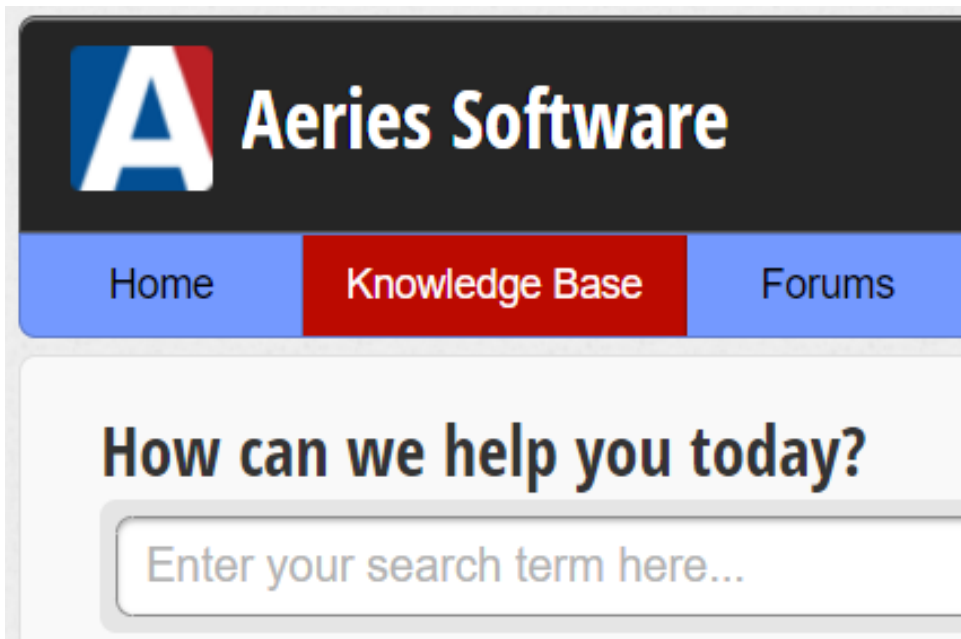 Aeries Software
Home Knowledge Base Forums
How can we help you today?
Enter your search term here...